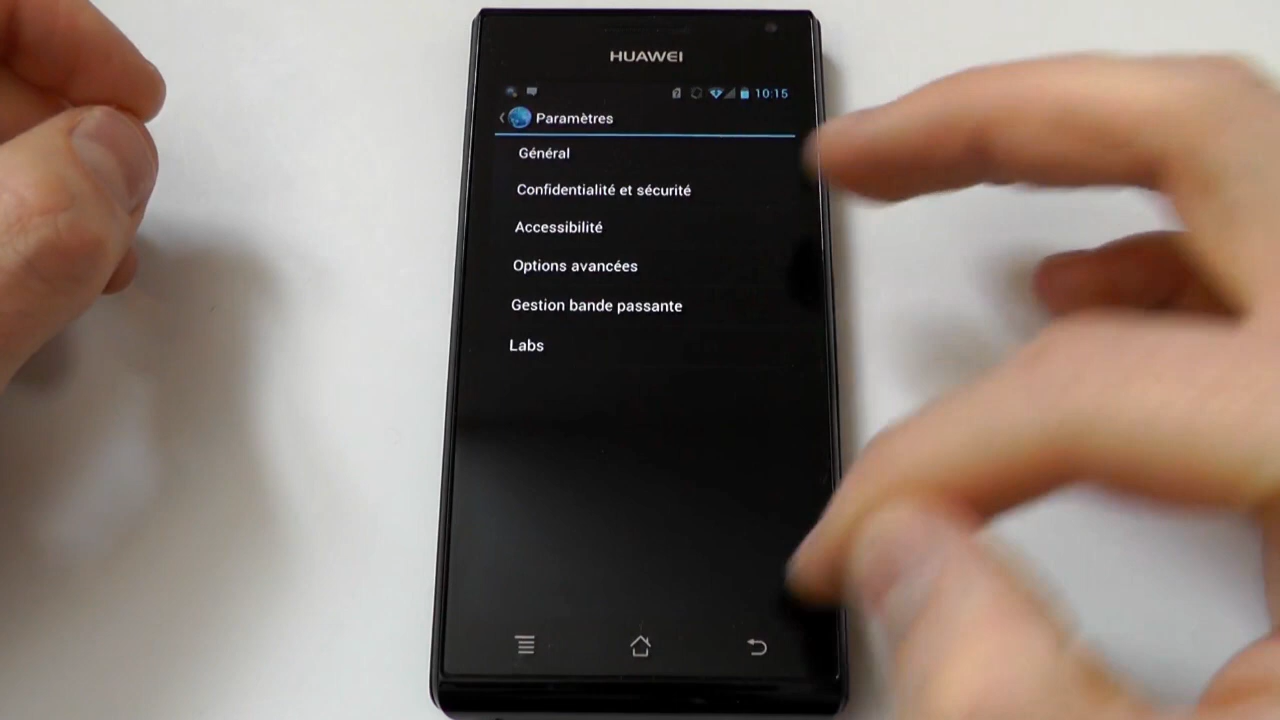 HUAWEI
10:15
Paramètres
Général
Confidentialité et sécurité
Accessibilité
Options avancées
Gestion bande passante
Labs